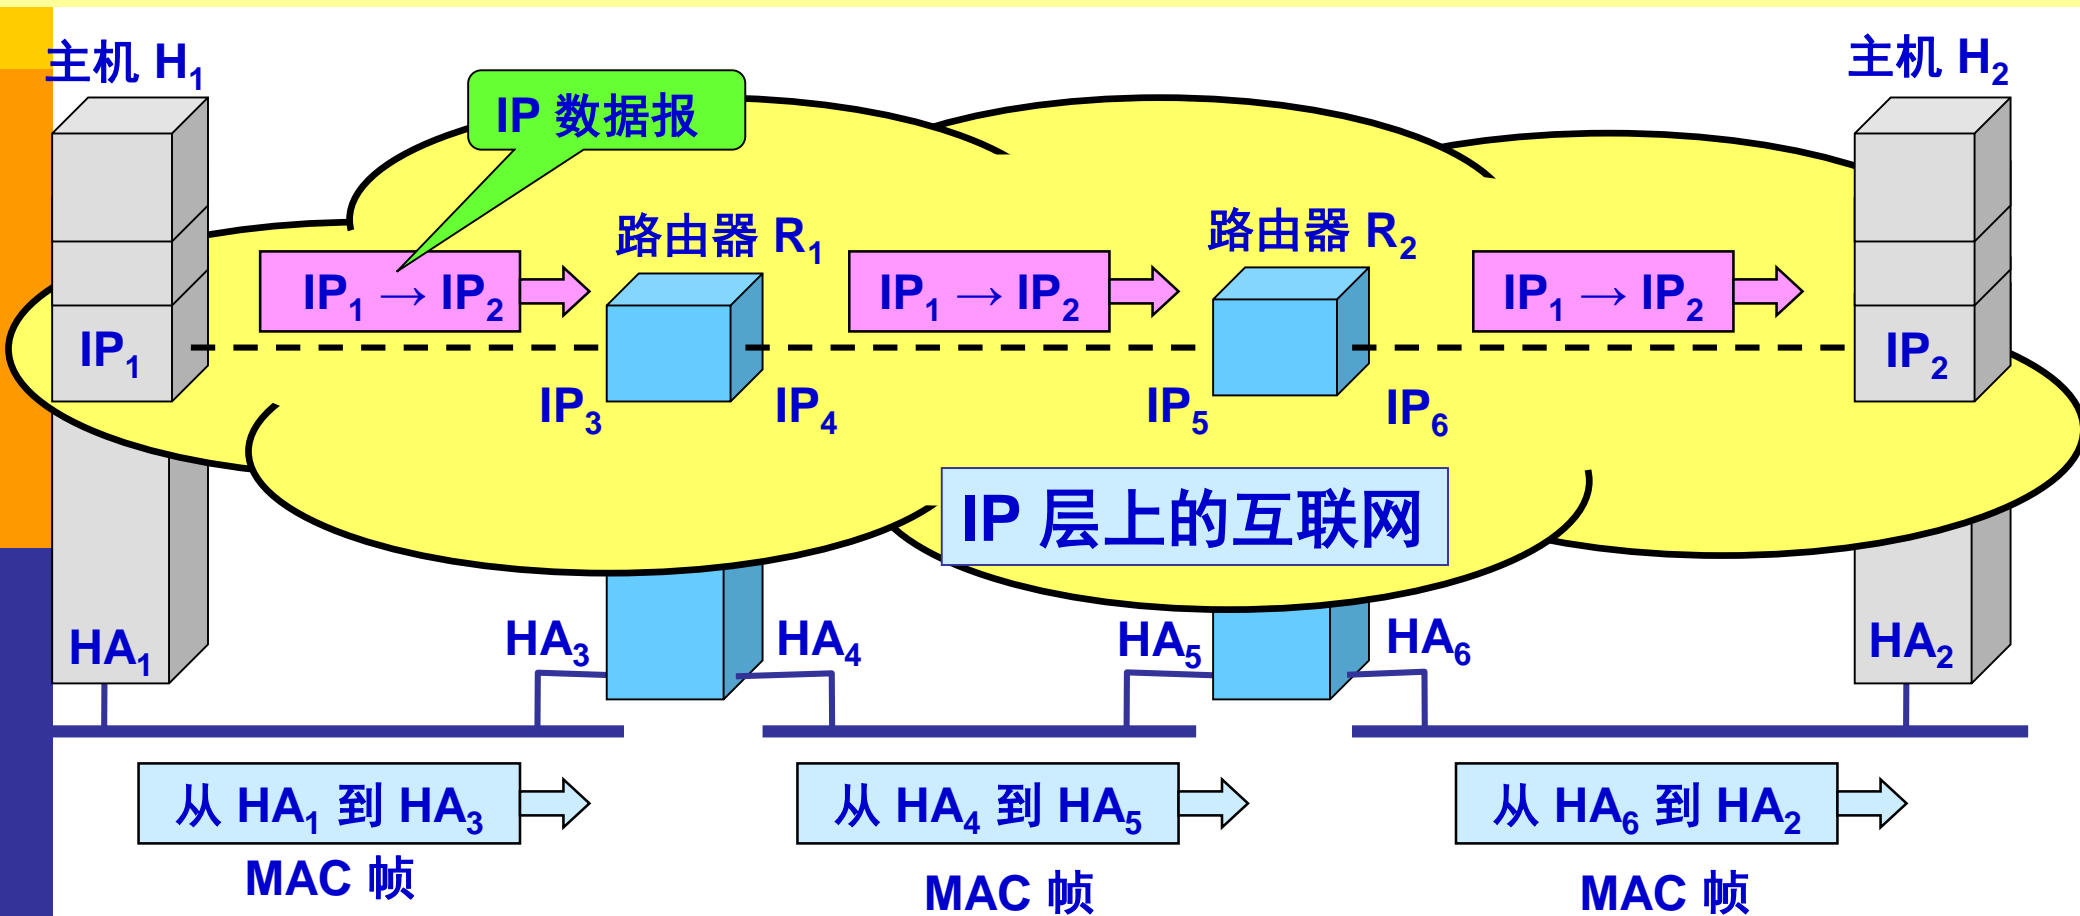 主机 H₁
主机 H₂
IP 数据报
路由器 R₁
路由器 R₂
IP₁ → IP₂
IP₁ → IP₂
IP₁ → IP₂
IP₁
IP₂
IP₃
IP₄
IP₅
IP₆
IP 层上的互联网
HA₁
HA₃
HA₄
HA₅
HA₆
HA₂
从 HA₁ 到 HA₃
从 HA₄ 到 HA₅
从 HA₆ 到 HA₂
MAC 帧
MAC 帧
MAC 帧